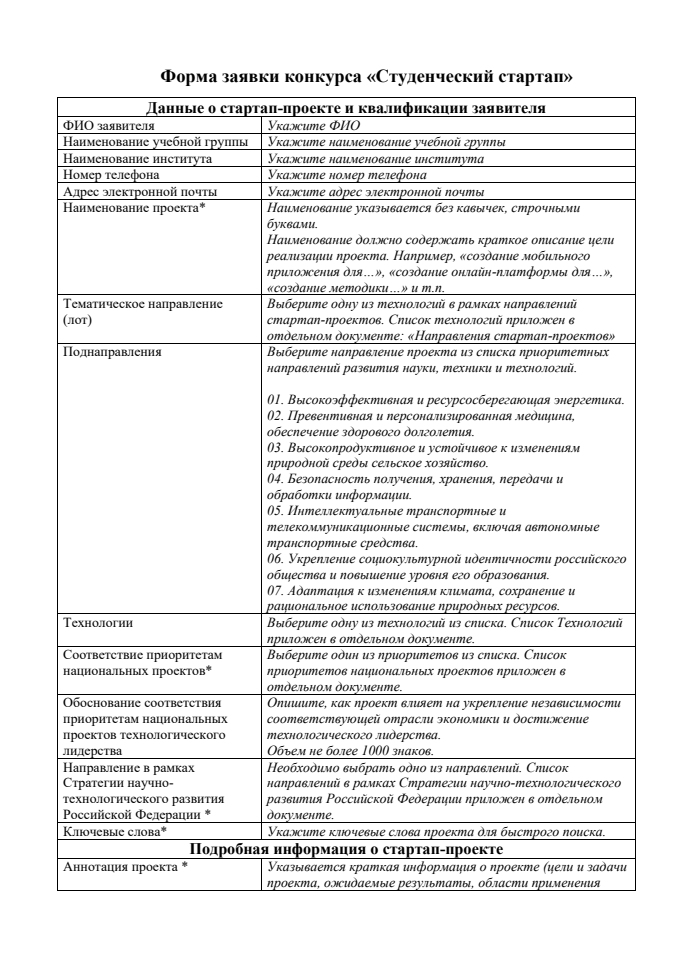 Форма заявки конкурса «Студенческий стартап»
Данные о стартап-проекте и квалификации заявителя
ФИО заявителя
Укажите ФИО
Наименование учебной группы
Укажите наименование учебной группы
Наименование института
Укажите наименование института
Номер телефона
Укажите номер телефона
Адрес электронной почты
Укажите адрес электронной почты
Наименование проекта*
Наименование указывается без кавычек, строчными
буквами.
Наименование должно содержать краткое описание цели
реализации проекта. Например, «создание мобильного
приложения для…», «создание онлайн-платформы для…»,
«создание методики…» и т.п.
Тематическое направление
(лот)
Выберите одну из технологий в рамках направлений
стартап-проектов. Список технологий приложен в
отдельном документе: «Направления стартап-проектов»
Поднаправления
Выберите направление проекта из списка приоритетных
направлений развития науки, техники и технологий.
01. Высокоэффективная и ресурсосберегающая энергетика.
02. Превентивная и персонализированная медицина,
обеспечение здорового долголетия.
03. Высокопродуктивное и устойчивое к изменениям
природной среды сельское хозяйство.
04. Безопасность получения, хранения, передачи и
обработки информации.
05. Интеллектуальные транспортные и
телекоммуникационные системы, включая автономные
транспортные средства.
06. Укрепление социокультурной идентичности российского
общества и повышение уровня его образования.
07. Адаптация к изменениям климата, сохранение и
рациональное использование природных ресурсов.
Технологии
Выберите одну из технологий из списка. Список Технологий
приложен в отдельном документе.
Соответствие приоритетам
национальных проектов*
Выберите один из приоритетов из списка. Список
приоритетов национальных проектов приложен в
отдельном документе.
Обоснование соответствия
приоритетам национальных
проектов технологического
лидерства
Опишите, как проект влияет на укрепление независимости
соответствующей отрасли экономики и достижение
технологического лидерства.
Объем не более 1000 знаков.
Направление в рамках
Стратегии научно-
технологического развития
Российской Федерации *
Необходимо выбрать одно из направлений. Список
направлений в рамках Стратегии научно-технологического
развития Российской Федерации приложен в отдельном
документе.
Ключевые слова*
Укажите ключевые слова проекта для быстрого поиска.
Подробная информация о стартап-проекте
Аннотация проекта *
Указывается краткая информация о проекте (цели и задачи
проекта, ожидаемые результаты, области применения